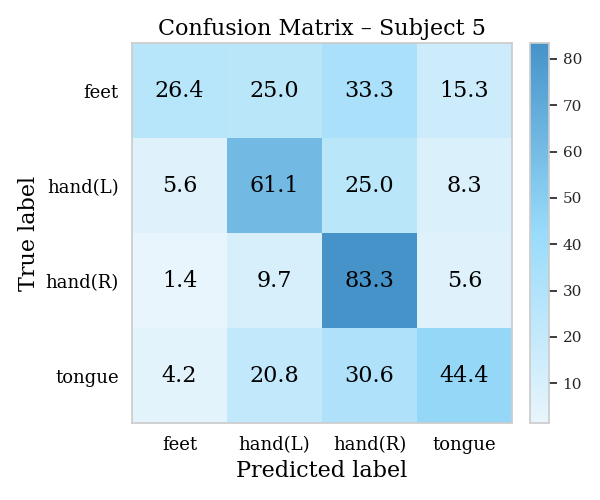 Confusion Matrix – Subject 5
True label
feet 26.4 25.0 33.3 15.3
hand(L) 5.6 61.1 25.0 8.3
hand(R) 1.4 9.7 83.3 5.6
tongue 4.2 20.8 30.6 44.4
feet hand(L) hand(R) tongue
Predicted label
80
70
60
50
40
30
20
10